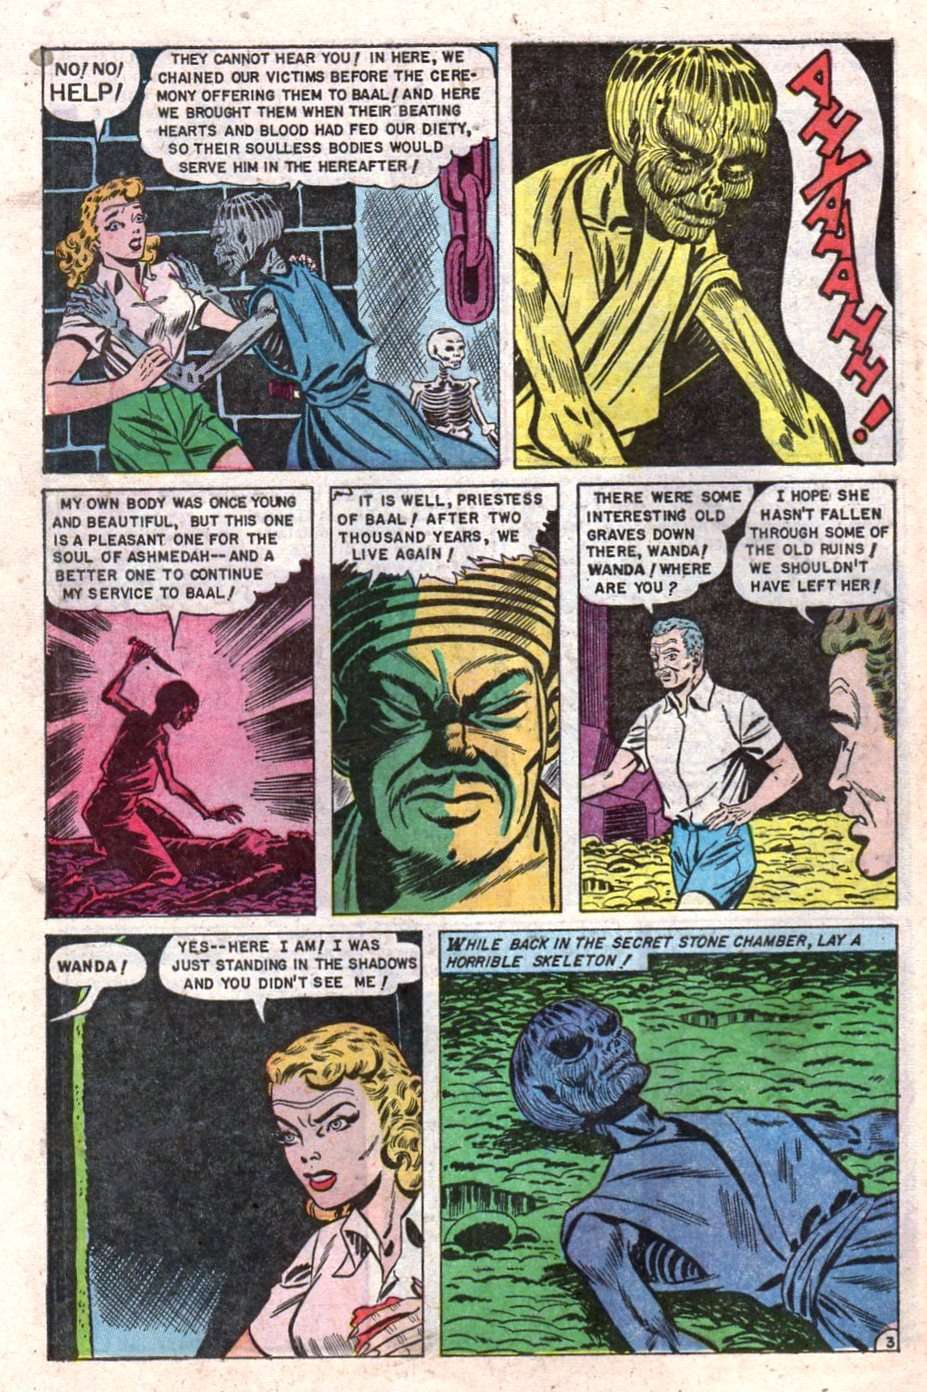 NO! NO!
HELP!
THEY CANNOT HEAR YOU! IN HERE, WE
CHAINED OUR VICTIMS BEFORE THE CERE-
MONY OFFERING THEM TO BAAL! AND HERE
WE BROUGHT THEM WHEN THEIR BEATING
HEARTS AND BLOOD HAD FED OUR DIETY,
SO THEIR SOULLESS BODIES WOULD
SERVE HIM IN THE HEREAFTER!
AHHAAAAHH!
MY OWN BODY WAS ONCE YOUNG
AND BEAUTIFUL, BUT THIS ONE
IS A PLEASANT ONE FOR THE
SOUL OF ASHMEDAH--AND A
BETTER ONE TO CONTINUE
MY SERVICE TO BAAL!
IT IS WELL, PRIESTESS
OF BAAL! AFTER TWO
THOUSAND YEARS, WE
LIVE AGAIN!
THERE WERE SOME
INTERESTING OLD
GRAVES DOWN
THERE, WANDA!
WANDA! WHERE
ARE YOU?
I HOPE SHE
HASN'T FALLEN
THROUGH SOME OF
THE OLD RUINS!
WE SHOULDN'T
HAVE LEFT HER!
WANDA!
YES--HERE I AM! I WAS
JUST STANDING IN THE SHADOWS
AND YOU DIDN'T SEE ME!
WHILE BACK IN THE SECRET STONE CHAMBER, LAY A
HORRIBLE SKELETON!
3